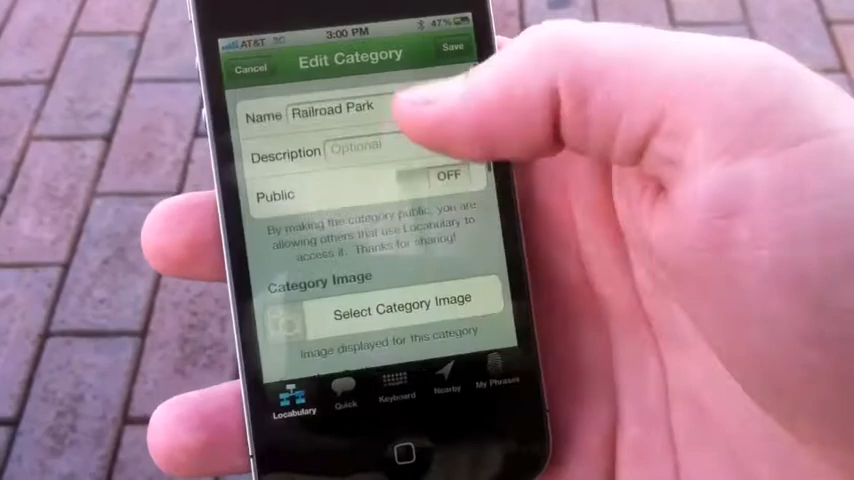 AT&T 3G 3:00 PM 47%
Cancel Edit Category Save
Name Railroad Park
Description Optional
Public OFF
By making the category public, you are
allowing others that use Locabulary to
access it. Thanks for sharing!
Category Image
Select Category Image
Image displayed for this category
Locabulary Quick Keyboard Nearby My Phrases